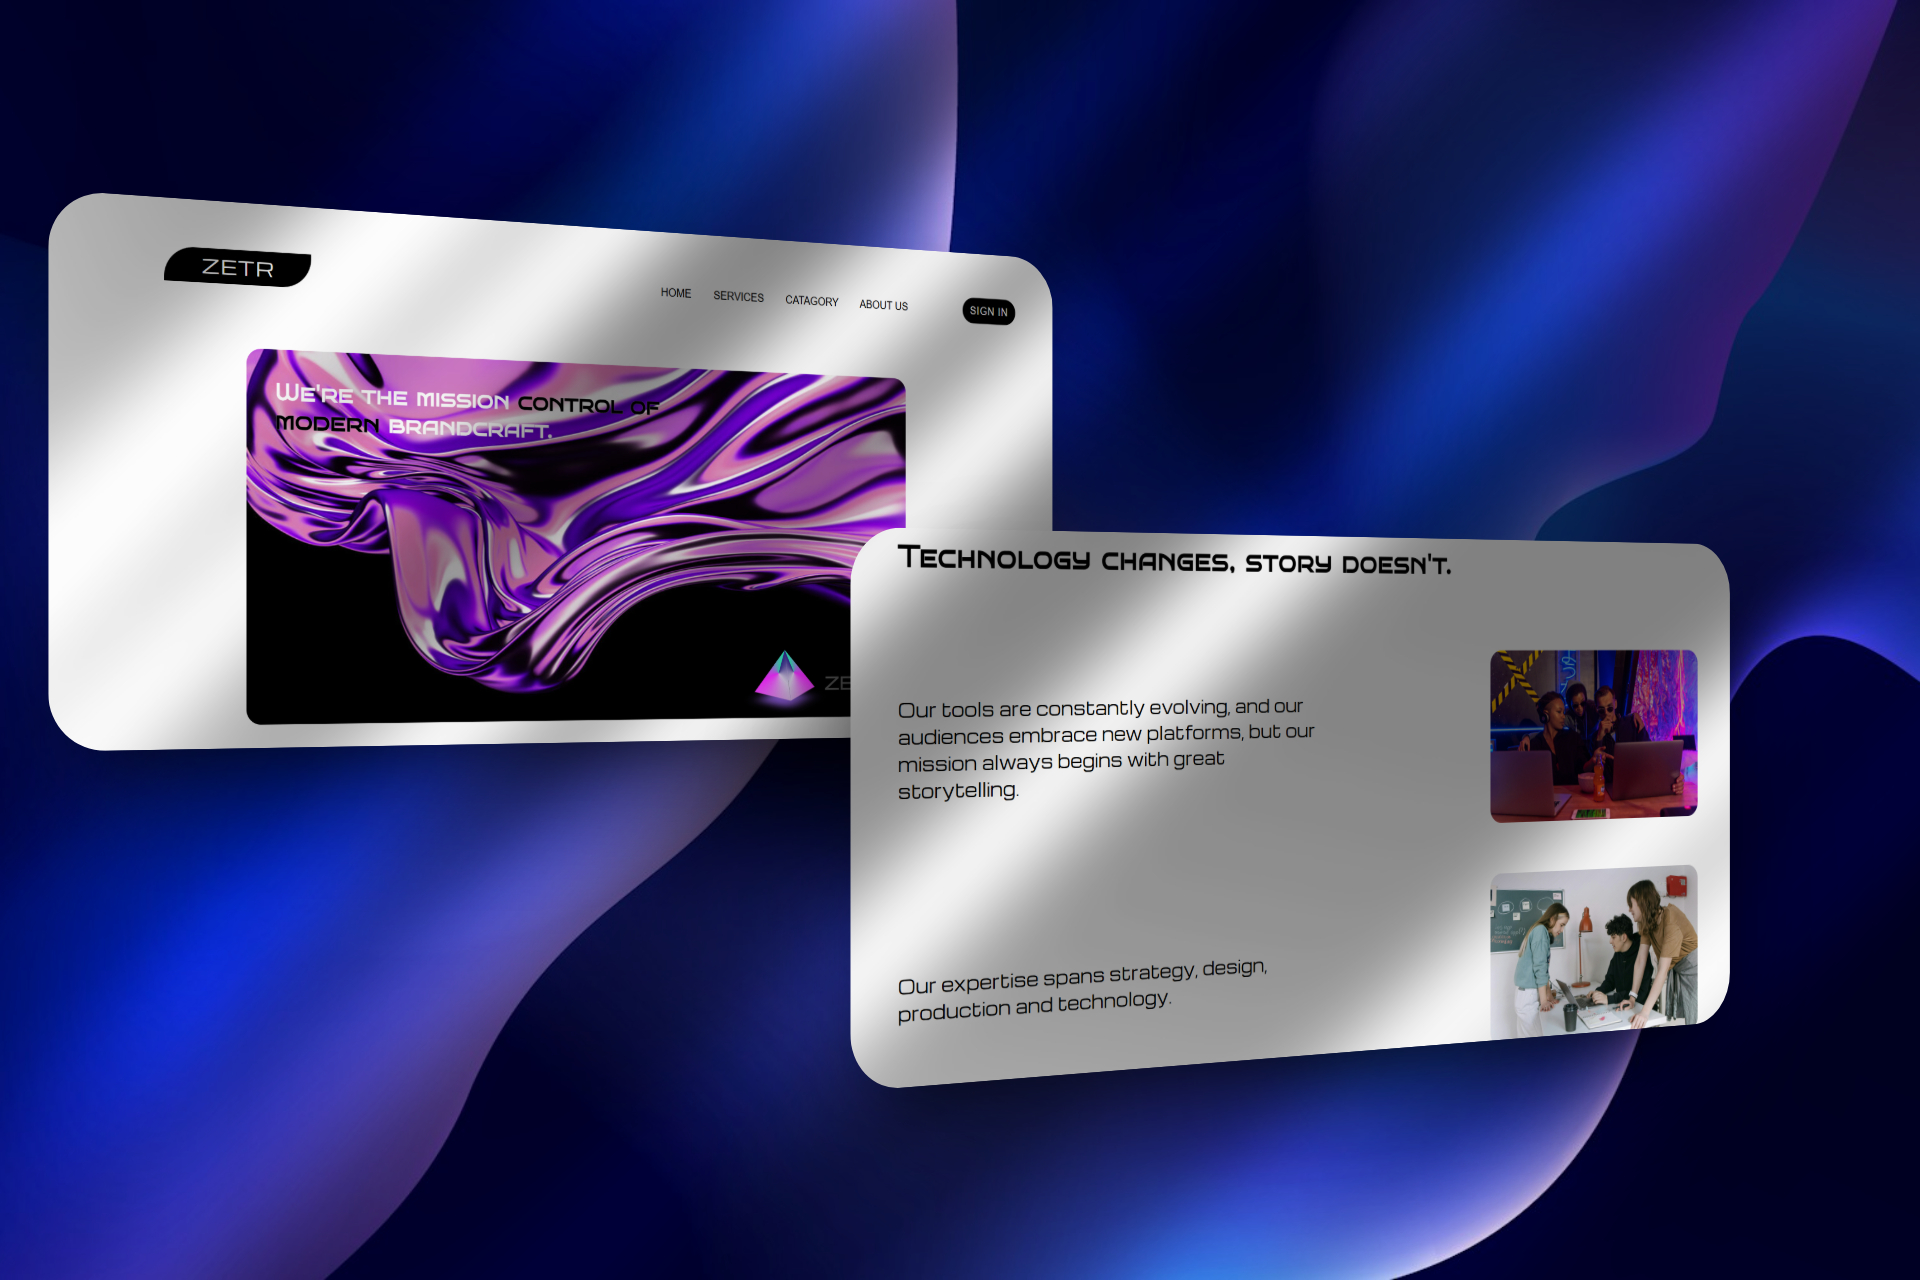 ZETR
HOME SERVICES CATAGORY ABOUT US SIGN IN
We're the mission control of
modern brandcraft.
ZE
Technology changes, story doesn't.
Our tools are constantly evolving, and our
audiences embrace new platforms, but our
mission always begins with great
storytelling.
Our expertise spans strategy, design,
production and technology.